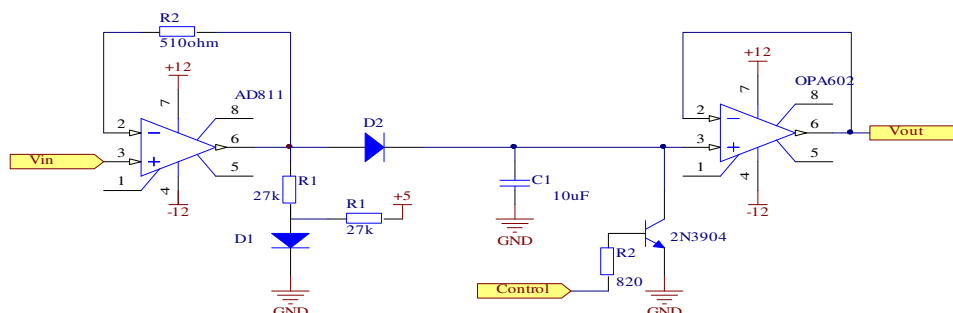 R2
510ohm
+12
7
AD811
8
2
6
3
5
1
4
-12
Vin
D2
R1
27k
R1
27k
+5
D1
GND
C1
10uF
GND
+12
7
OPA602
8
2
6
3
5
1
4
-12
Vout
2N3904
R2
820
Control
GND